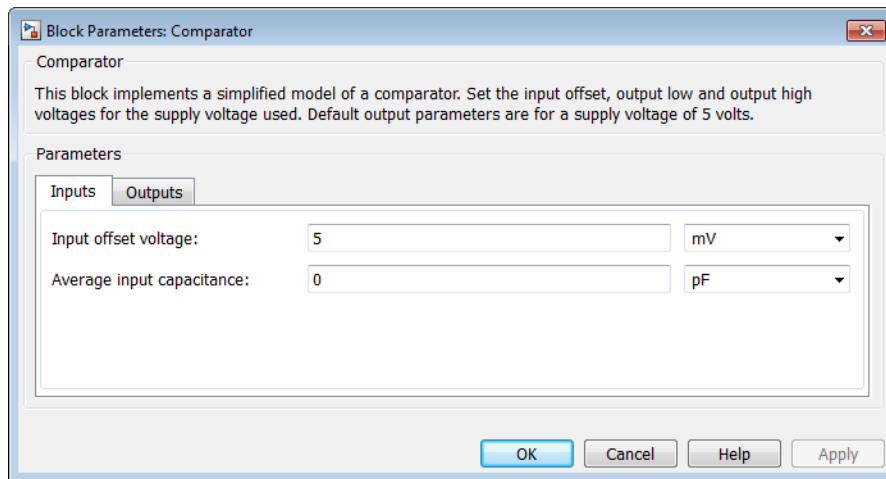 Block Parameters: Comparator
Comparator
This block implements a simplified model of a comparator. Set the input offset, output low and output high
voltages for the supply voltage used. Default output parameters are for a supply voltage of 5 volts.
Parameters
Inputs Outputs
Input offset voltage: 5 mV
Average input capacitance: 0 pF
OK Cancel Help Apply